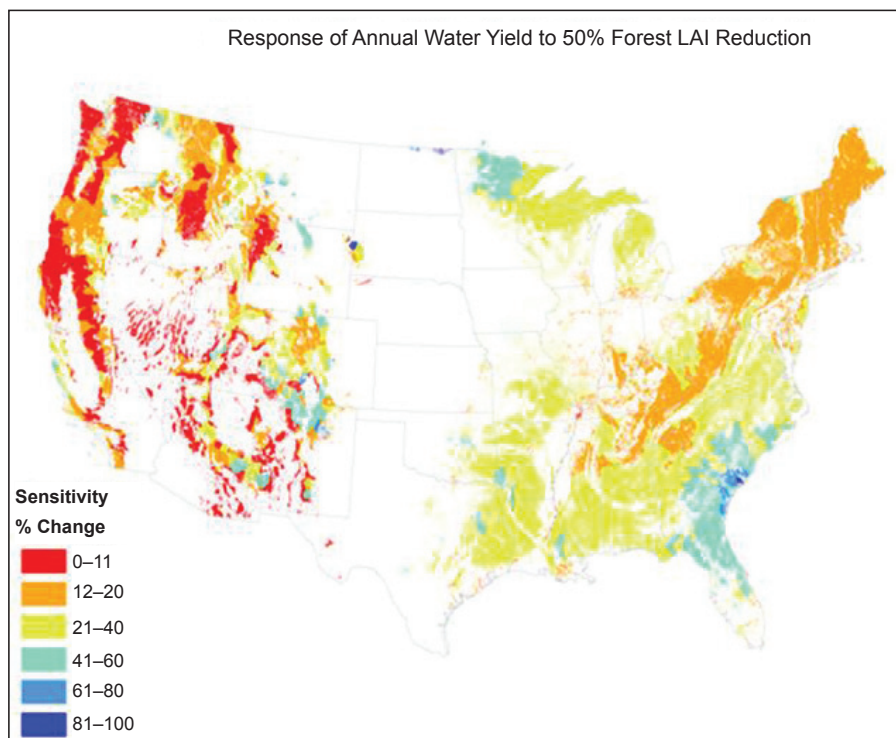 Response of Annual Water Yield to 50% Forest LAI Reduction
Sensitivity
% Change
0–11
12–20
21–40
41–60
61–80
81–100